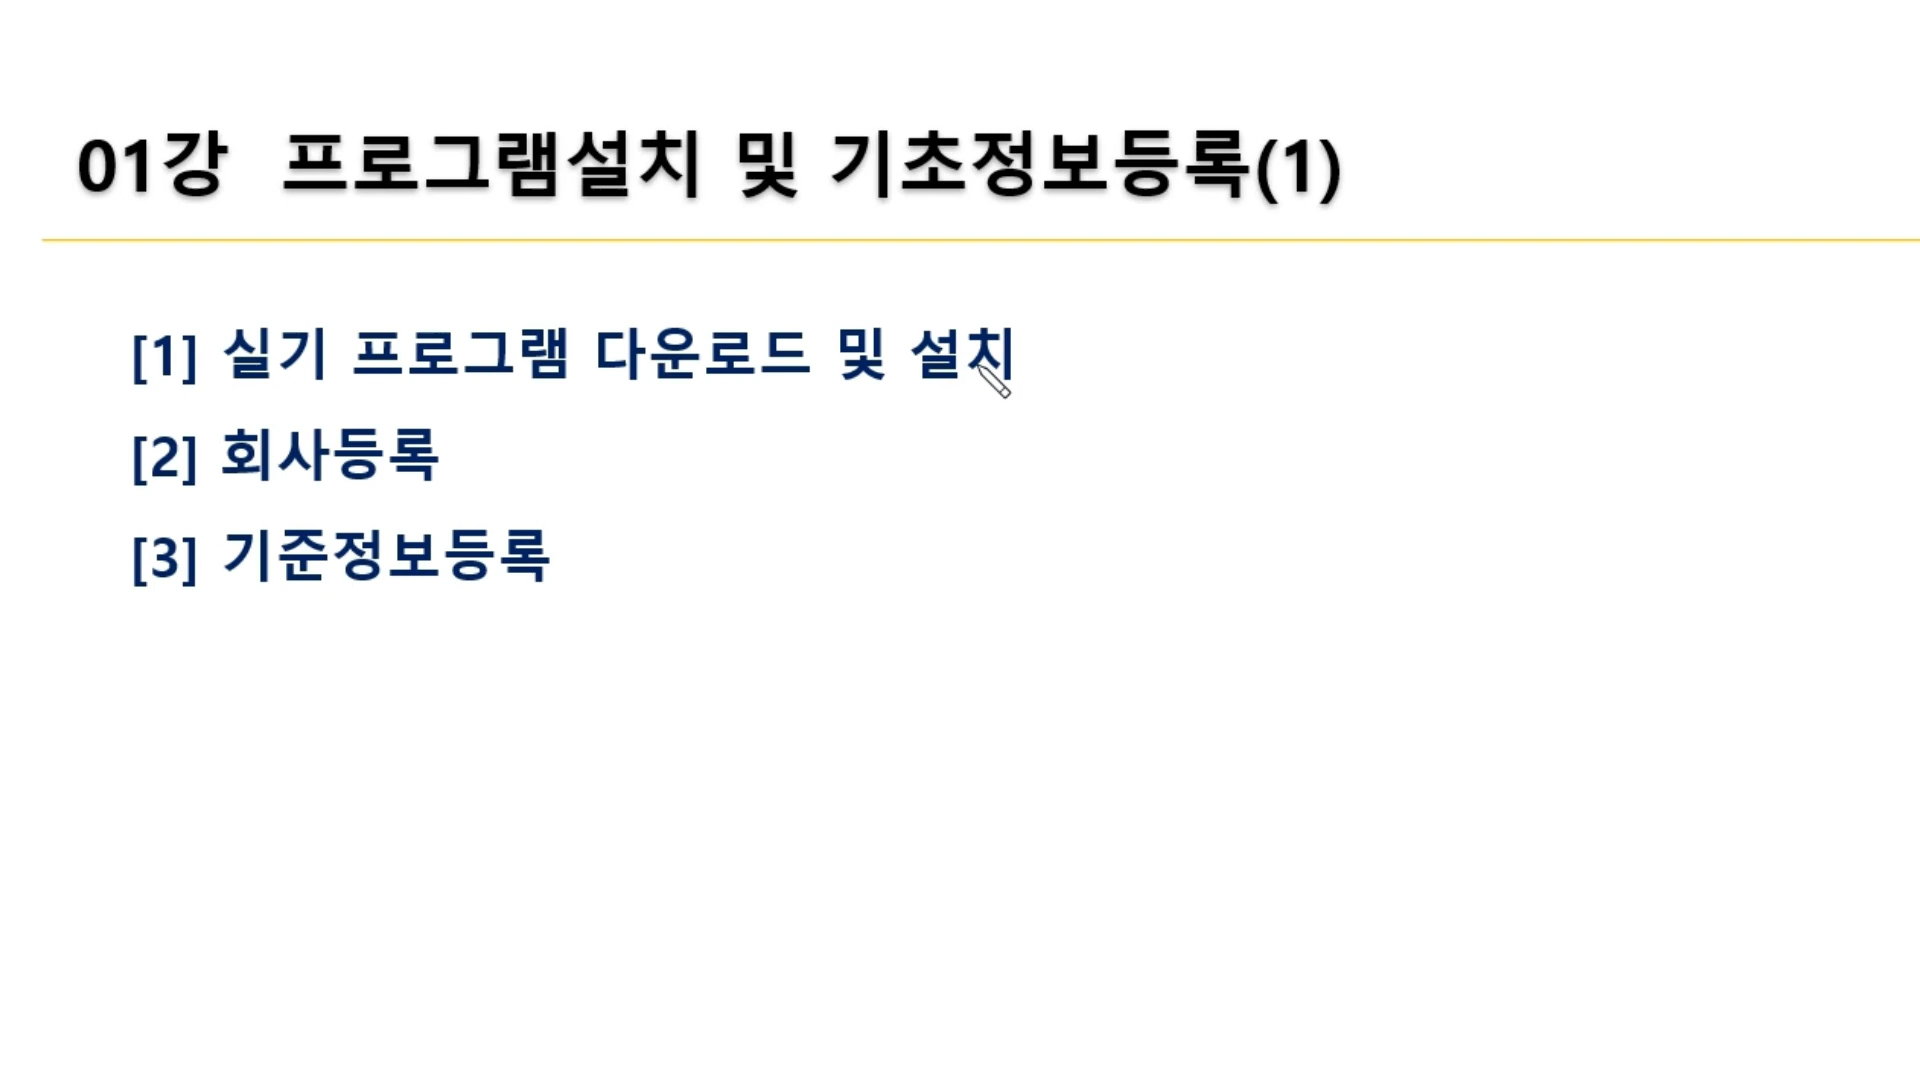 01강 프로그램설치 및 기초정보등록(1)
[1] 실기 프로그램 다운로드 및 설치
[2] 회사등록
[3] 기준정보등록